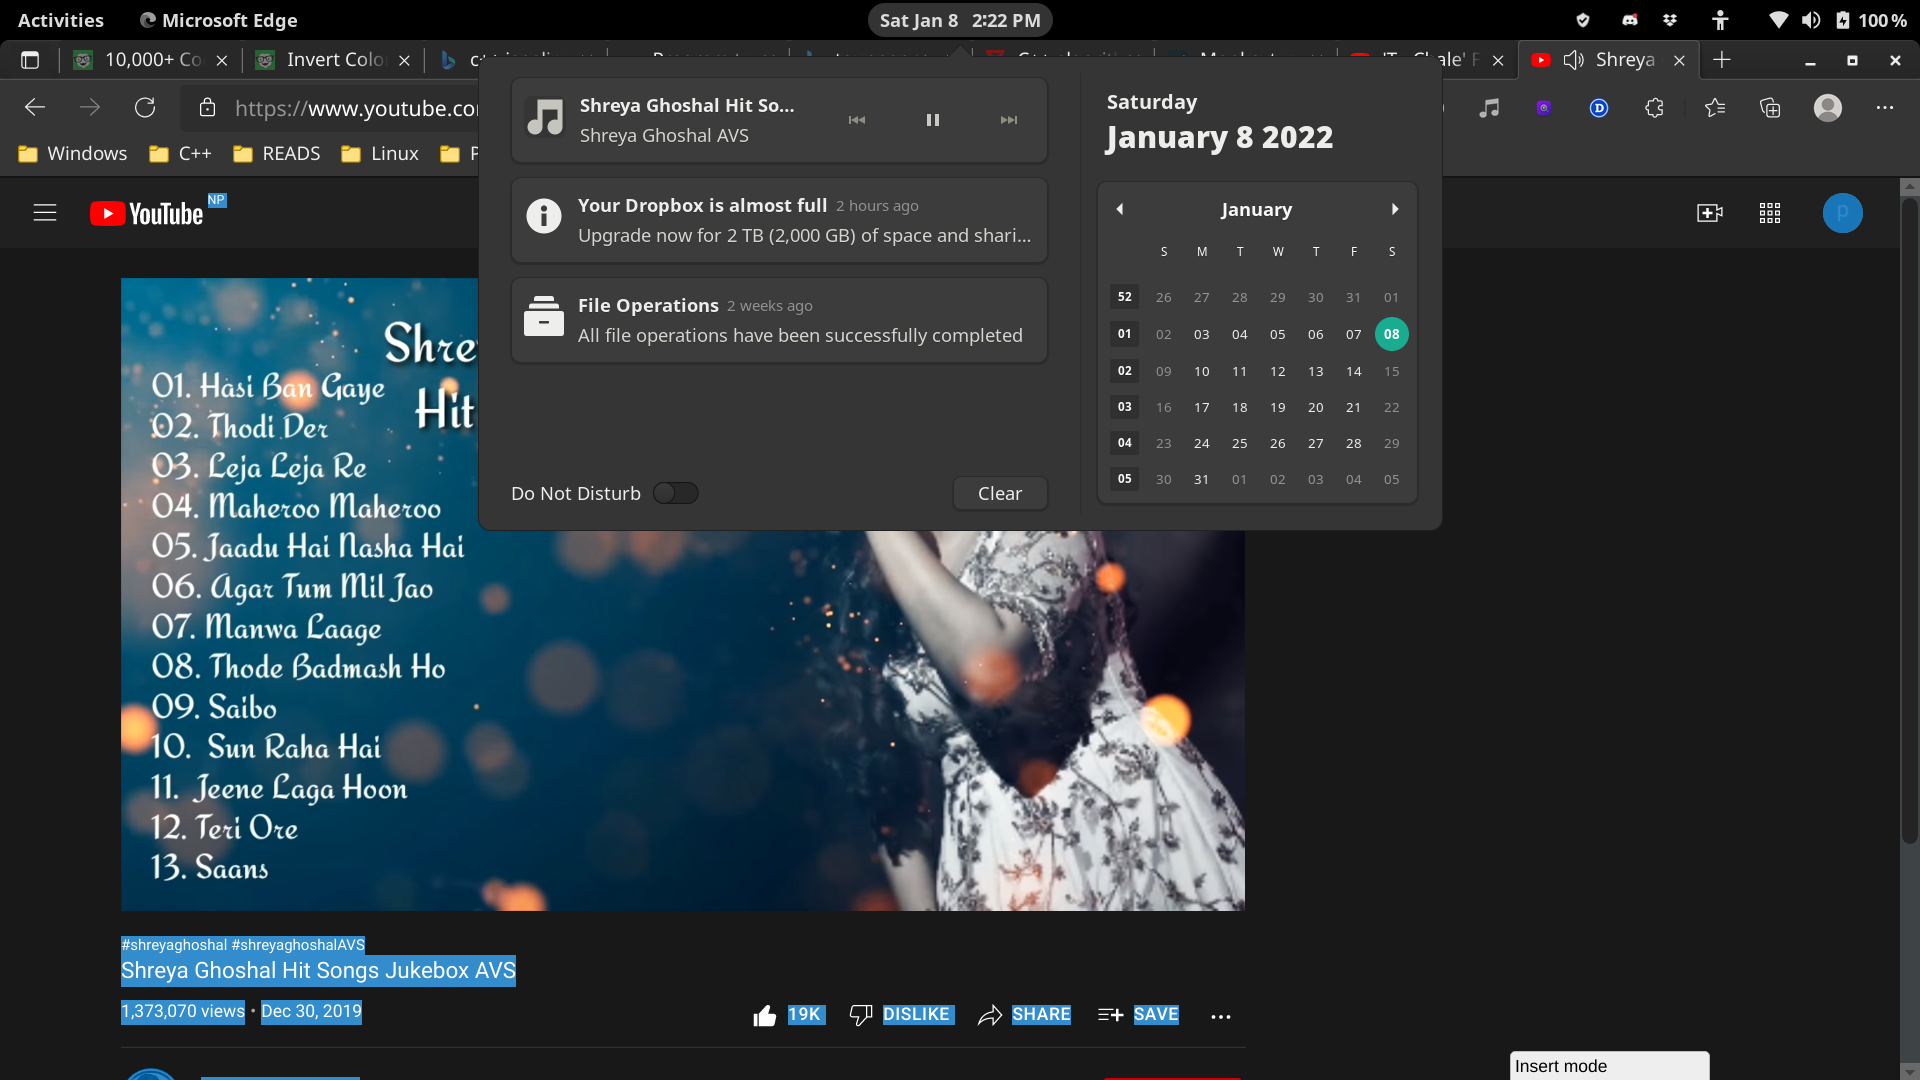 Activities
Microsoft Edge
Sat Jan 8 2:22 PM
100 %
10,000+ Co
Invert Colo
Shreya
https://www.youtube.co
Windows
C++
READS
Linux
YouTube
NP
P
Shreya Ghoshal Hit So...
Shreya Ghoshal AVS
Your Dropbox is almost full 2 hours ago
Upgrade now for 2 TB (2,000 GB) of space and shari...
File Operations 2 weeks ago
All file operations have been successfully completed
Do Not Disturb
Clear
Saturday
January 8 2022
January
S M T W T F S
52 26 27 28 29 30 31 01
01 02 03 04 05 06 07 08
02 09 10 11 12 13 14 15
03 16 17 18 19 20 21 22
04 23 24 25 26 27 28 29
05 30 31 01 02 03 04 05
Shre
Hit
01. Hasi Ban Gaye
02. Thodi Der
03. Leja Leja Re
04. Maheroo Maheroo
05. Jaadu Hai Nasha Hai
06. Agar Tum Mil Jao
07. Manwa Laage
08. Thode Badmash Ho
09. Saibo
10. Sun Raha Hai
11. Jeene Laga Hoon
12. Teri Ore
13. Saans
#shreyaghoshal #shreyaghoshalAVS
Shreya Ghoshal Hit Songs Jukebox AVS
1,373,070 views • Dec 30, 2019
19K
DISLIKE
SHARE
SAVE
Insert mode